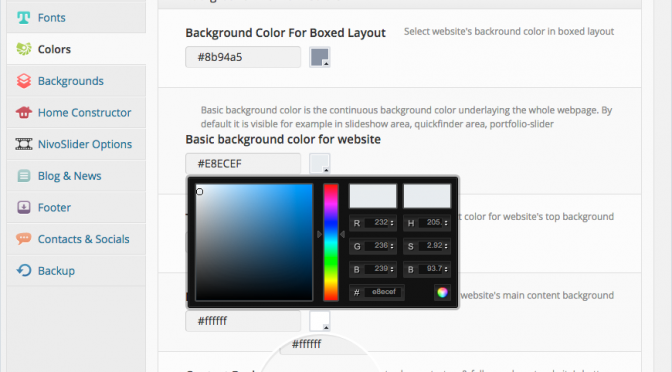 Fonts
Colors
Backgrounds
Home Constructor
NivoSlider Options
Blog & News
Footer
Contacts & Socials
Backup
Background Color For Boxed Layout
Select website's bacground color in boxed layout
#8b94a5
Basic background color is the continuous background color underlaying the whole webpage. By
default it is visible for example in slideshow area, quickfinder area, portfolio-slider
Basic background color for website
#E8ECEF
R 232 H 205.
G 236 S 2.92
B 239 B 93.7
# e8ecef
color for website's top background
website's main content background
#ffffff
#ffffff